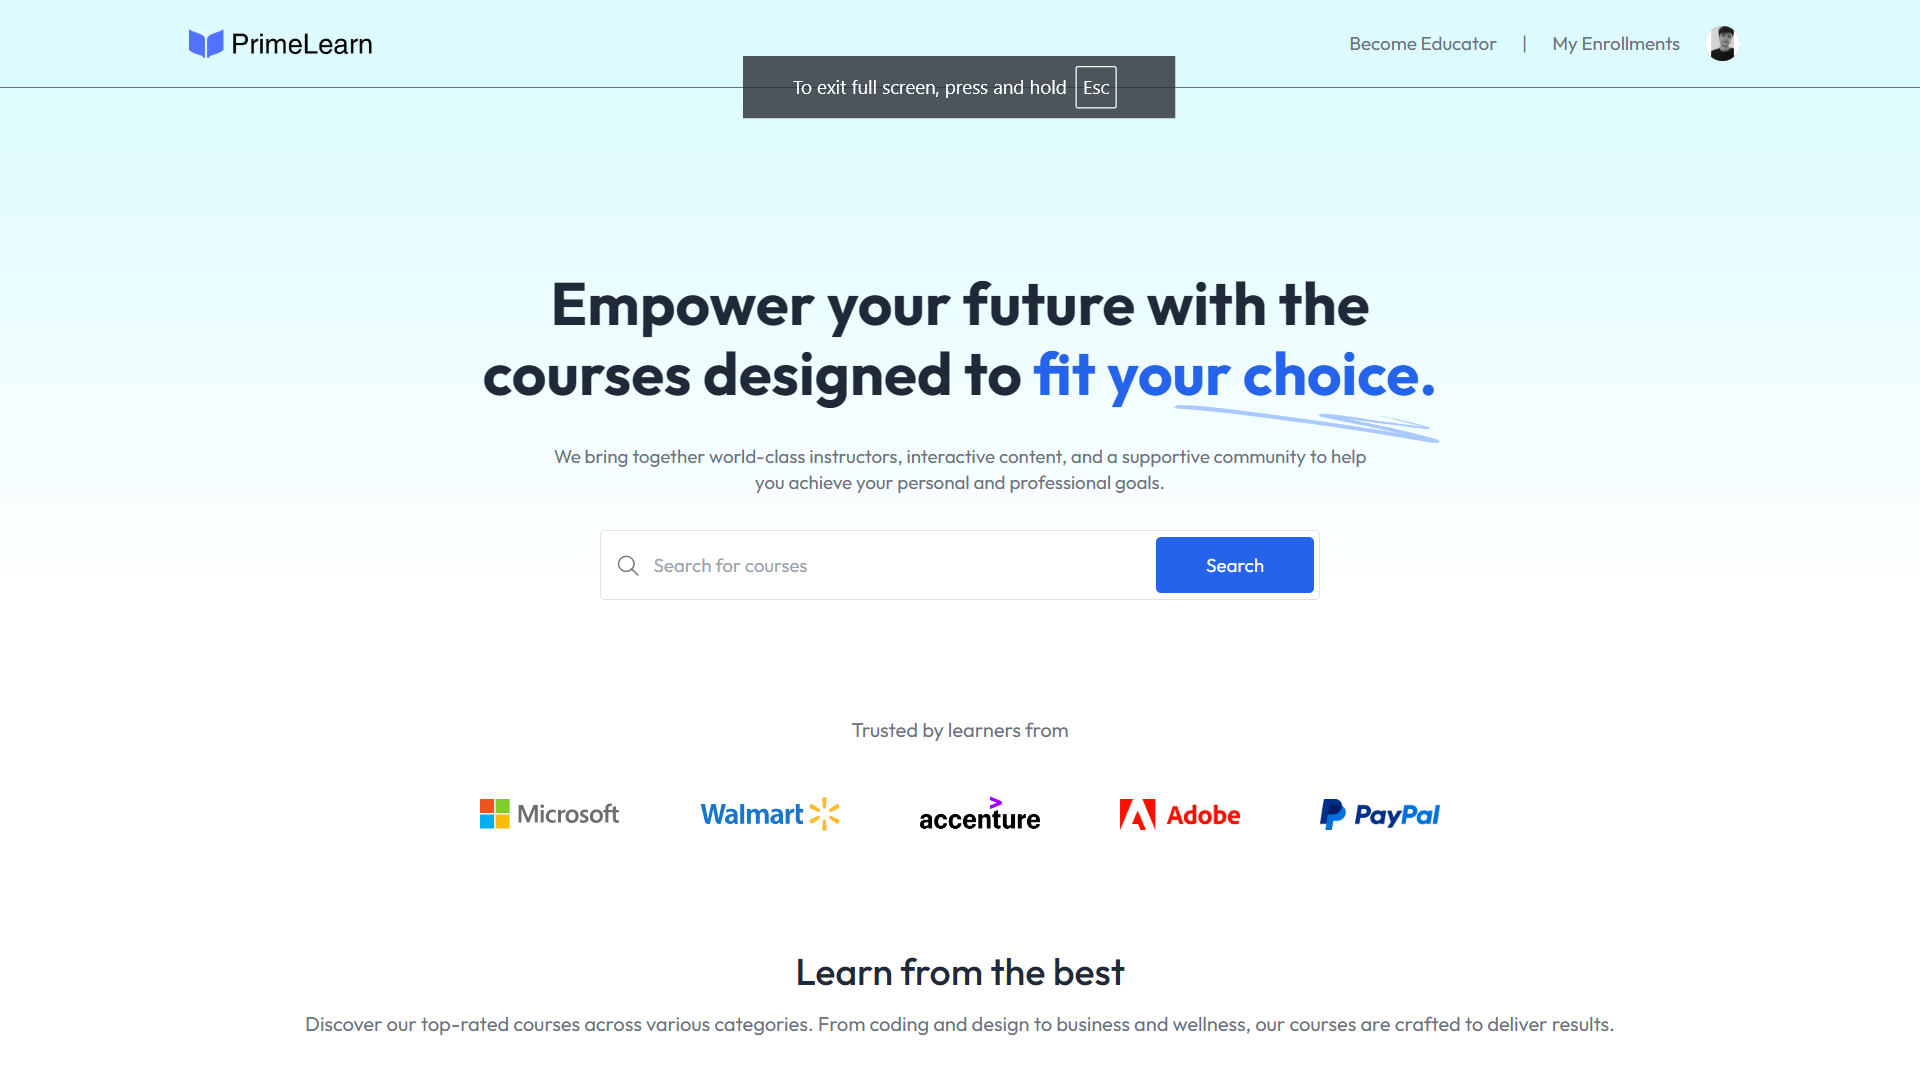 PrimeLearn
Become Educator | My Enrollments
To exit full screen, press and hold Esc
Empower your future with the
courses designed to fit your choice.
We bring together world-class instructors, interactive content, and a supportive community to help
you achieve your personal and professional goals.
Search for courses
Search
Trusted by learners from
Microsoft
Walmart
accenture
Adobe
PayPal
Learn from the best
Discover our top-rated courses across various categories. From coding and design to business and wellness, our courses are crafted to deliver results.